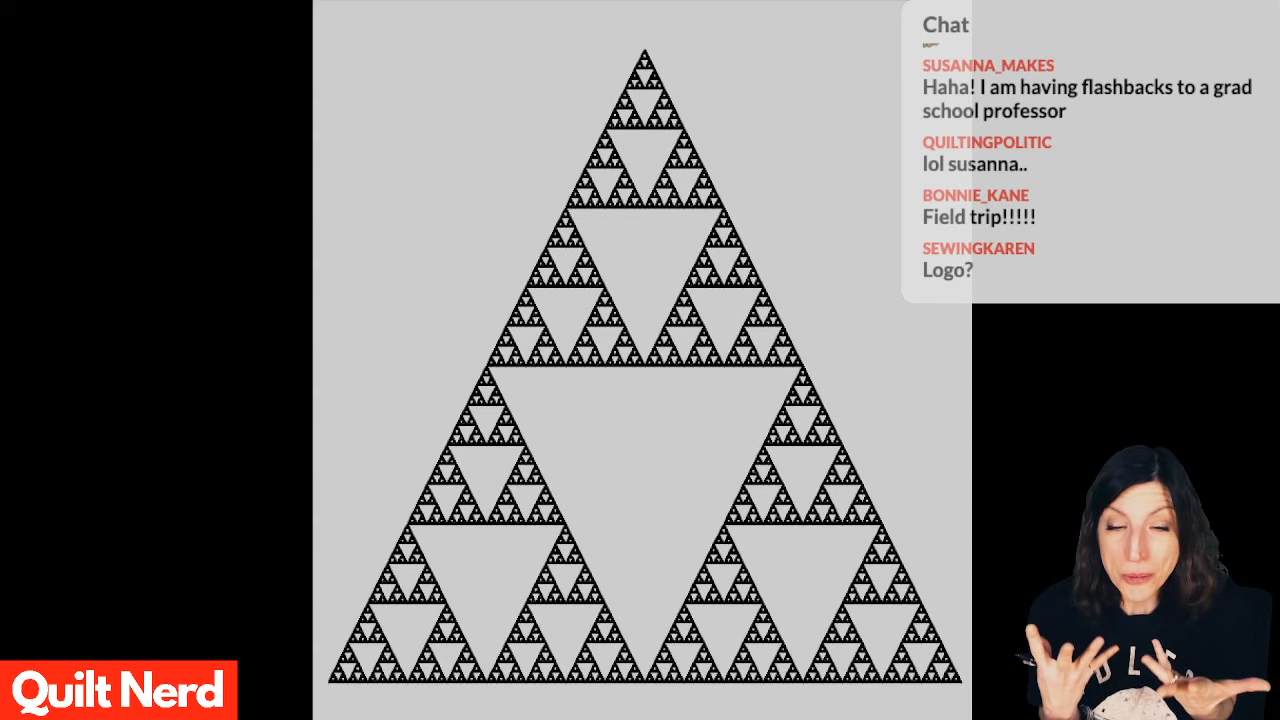 Chat
SUSANNA_MAKES
Haha! I am having flashbacks to a grad
school professor
QUILTINGPOLITIC
lol susanna..
BONNIE_KANE
Field trip!!!!!
SEWINGKAREN
Logo?
Quilt Nerd